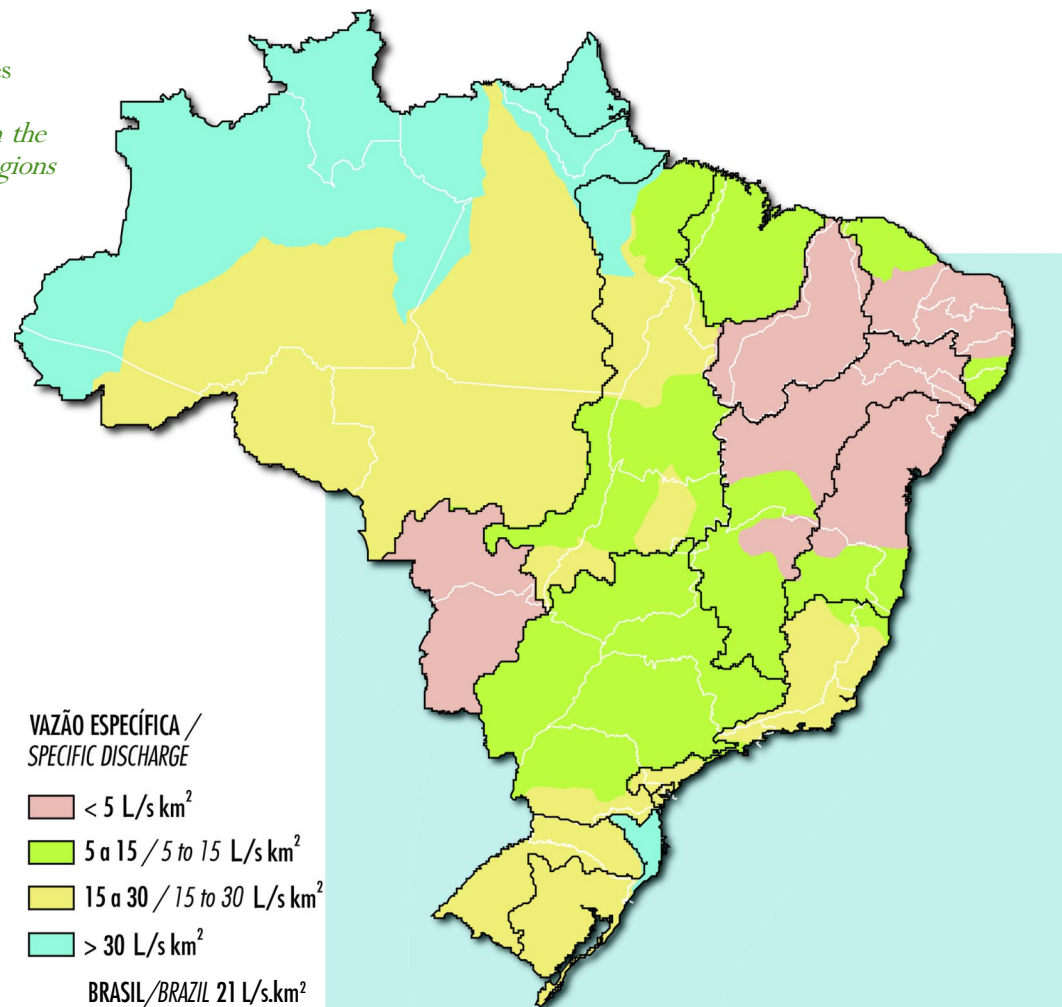 es
n the
gions
VAZÃO ESPECÍFICA /
SPECIFIC DISCHARGE
< 5 L/s km²
5 a 15 / 5 to 15 L/s km²
15 a 30 / 15 to 30 L/s km²
> 30 L/s km²
BRASIL/BRAZIL 21 L/s.km²